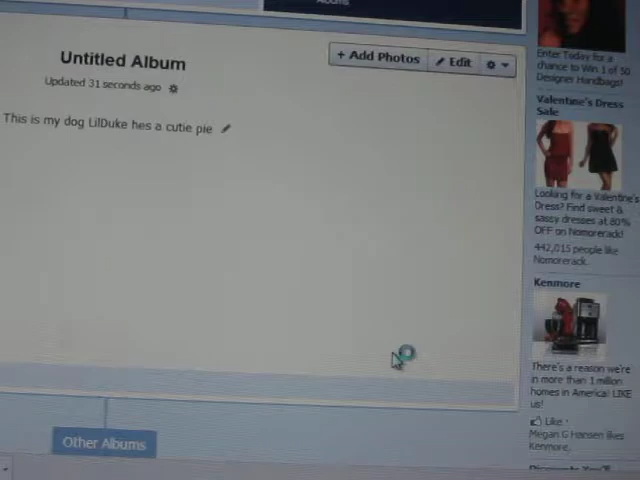 Albums
Untitled Album
Updated 31 seconds ago
+ Add Photos
Edit
This is my dog LilDuke hes a cutie pie
Other Albums
Enter Today for a
chance to Win 1 of 50
Designer Handbags!
Valentine's Dress
Sale
Looking for a Valentine's
Dress? Find sweet &
sassy dresses at 80%
OFF on Nomorerack!
442,015 people like
Nomorerack.
Kenmore
There's a reason we're
in more than 1 million
homes in America! LIKE
us!
Like ·
Megan G Hansen likes
Kenmore.